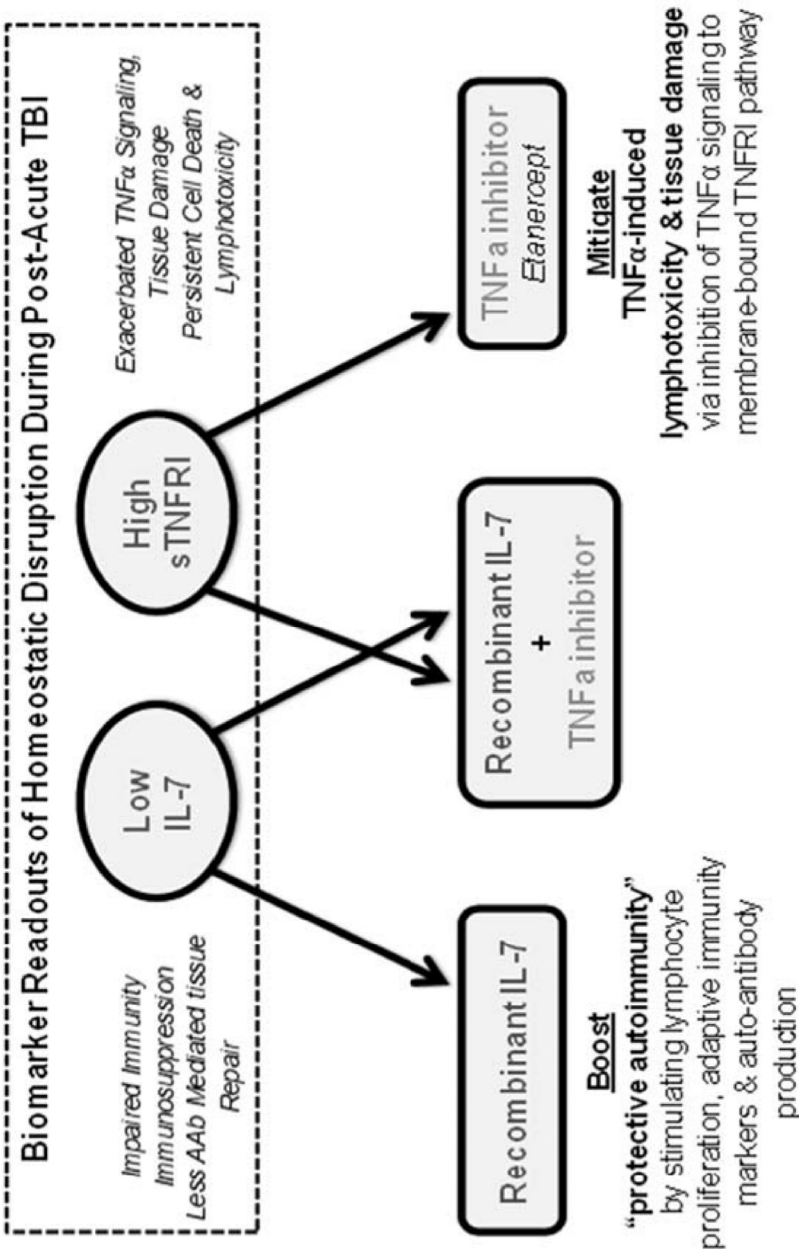 Biomarker Readouts of Homeostatic Disruption During Post-Acute TBI
Impaired Immunity
Immunosuppression
Less AAb Mediated tissue
Repair
Low
IL-7
High
sTNFRI
Exacerbated TNFα Signaling,
Tissue Damage
Persistent Cell Death &
Lymphotoxicity
Recombinant IL-7
Recombinant IL-7
+
TNFa inhibitor
TNFa inhibitor
Etanercept
Boost
“protective autoimmunity”
by stimulating lymphocyte
proliferation, adaptive immunity
markers & auto-antibody
production
Mitigate
TNFα-induced
lymphotoxicity & tissue damage
via inhibition of TNFα signaling to
membrane-bound TNFRI pathway